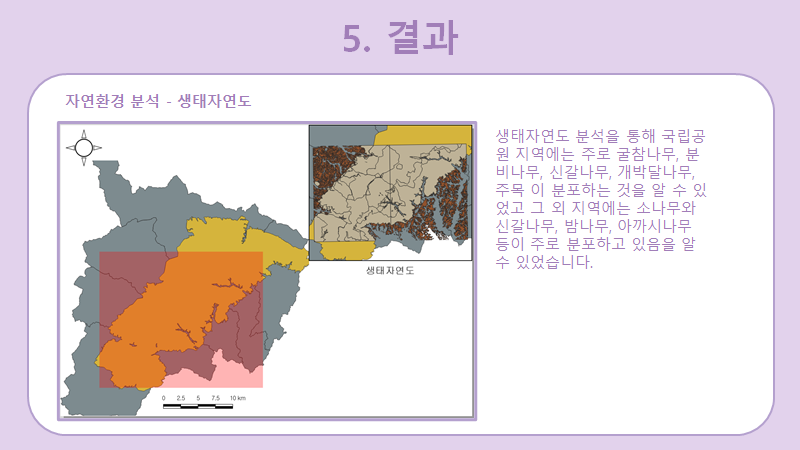 5. 결과
자연환경 분석 - 생태자연도
생태자연도
0 2.5 5 7.5 10 km
생태자연도 분석을 통해 국립공
원 지역에는 주로 굴참나무, 분
비나무, 신갈나무, 개박달나무,
주목 이 분포하는 것을 알 수 있
었고 그 외 지역에는 소나무와
신갈나무, 밤나무, 아까시나무
등이 주로 분포하고 있음을 알
수 있었습니다.